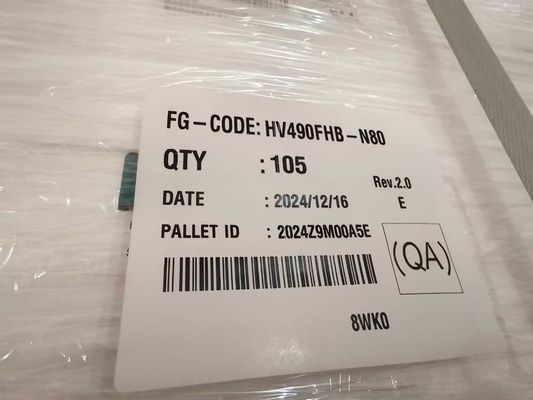 FG-CODE: HV490FHB-N80
QTY : 105
DATE : 2024/12/16
Rev.2.0
E
PALLET ID : 2024Z9M00A5E
(QA)
8WK0